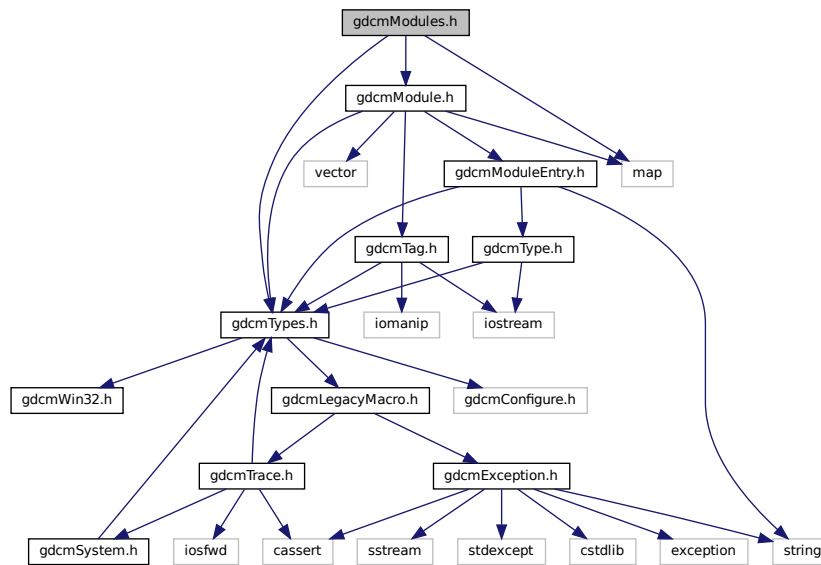 gdcmModules.h
gdcmModule.h
vector
gdcmModuleEntry.h
map
gdcmTag.h
gdcmType.h
gdcmTypes.h
iomanip
iostream
gdcmWin32.h
gdcmLegacyMacro.h
gdcmConfigure.h
gdcmTrace.h
gdcmException.h
gdcmSystem.h
iosfwd
cassert
sstream
stdexcept
cstdlib
exception
string